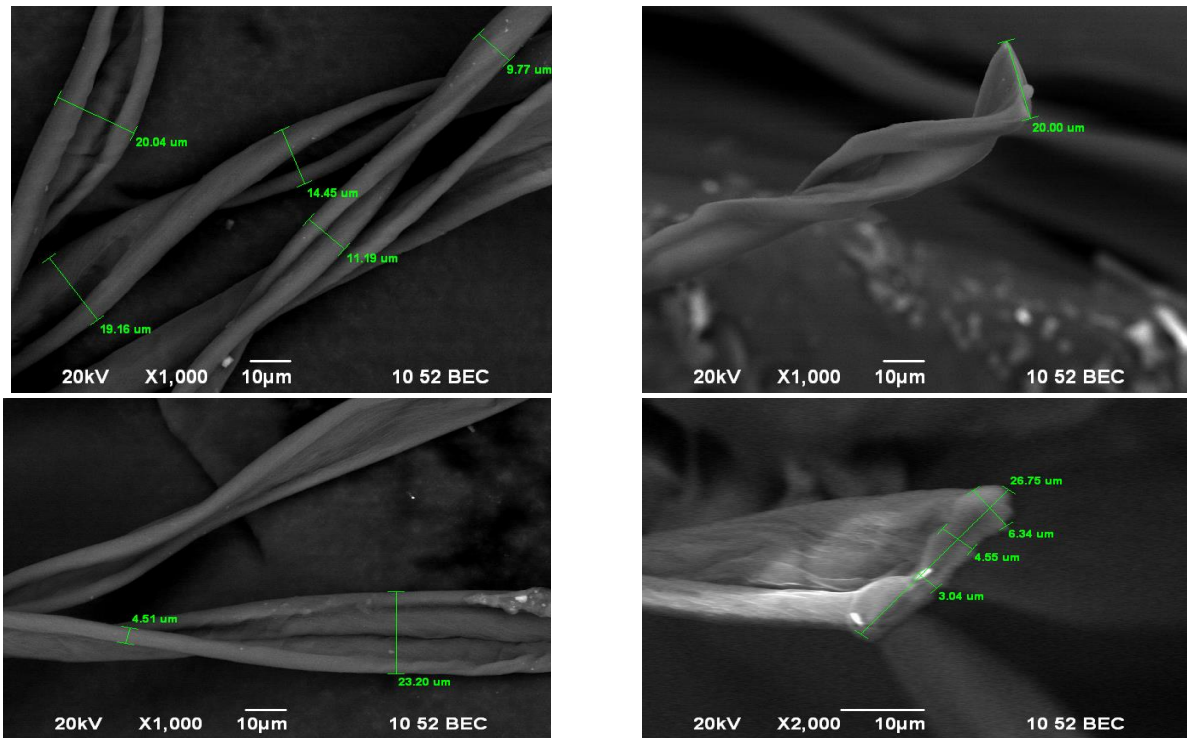 9.77 um
20.04 um
14.45 um
11.19 um
19.16 um
20kV X1,000 10µm 10 52 BEC
20.00 um
20kV X1,000 10µm 10 52 BEC
4.51 um
23.20 um
20kV X1,000 10µm 10 52 BEC
26.75 um
6.34 um
4.55 um
3.04 um
20kV X2,000 10µm 10 52 BEC